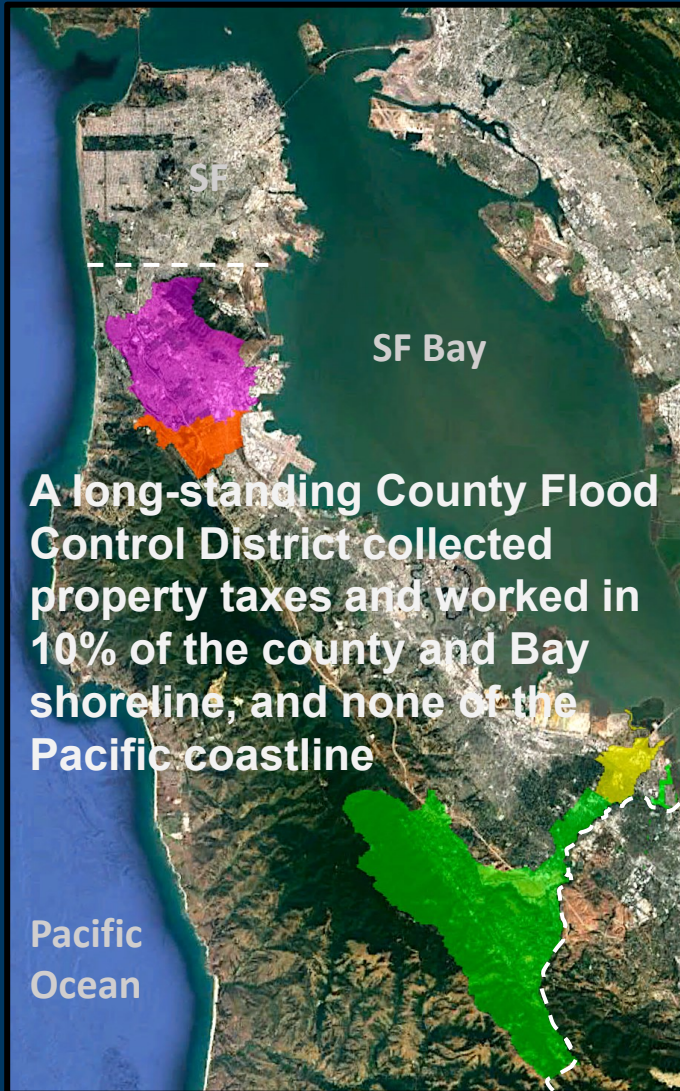 SF
SF Bay
A long-standing County Flood
Control District collected
property taxes and worked in
10% of the county and Bay
shoreline, and none of the
Pacific coastline
Pacific
Ocean